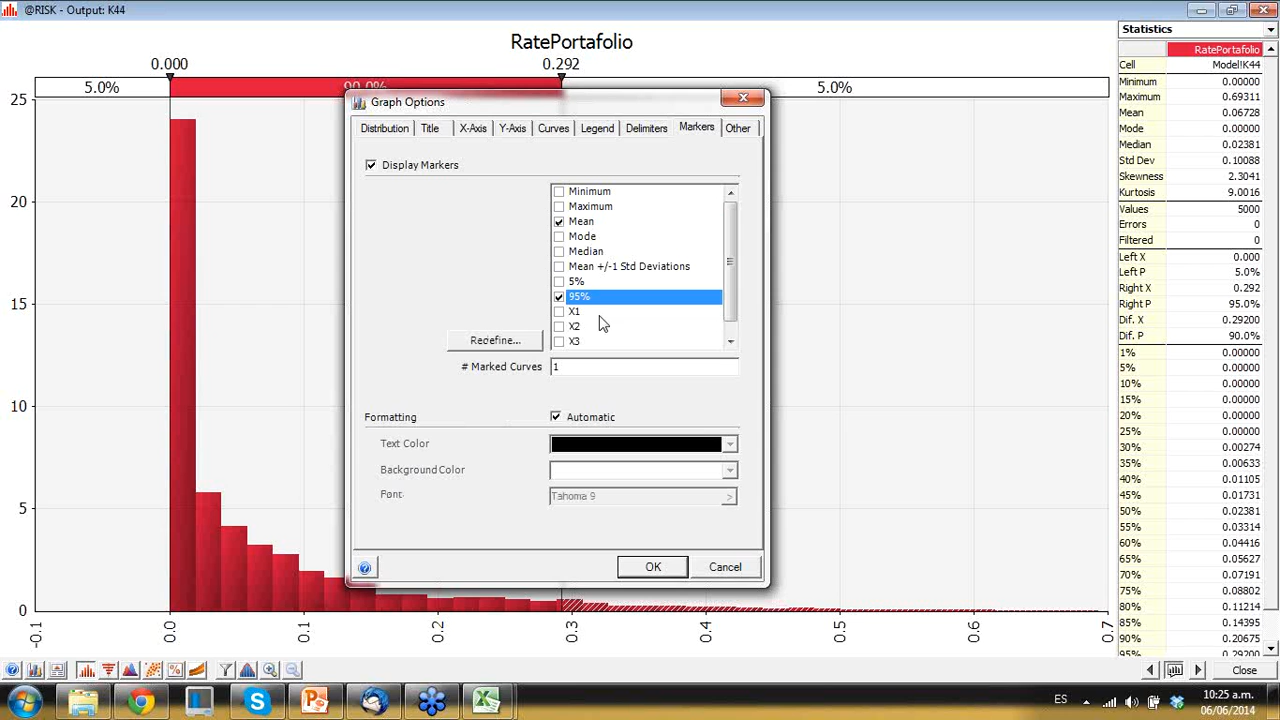 @RISK - Output: K44
RatePortafolio
0.000
0.292
5.0%
90.0%
5.0%
25
20
15
10
5
0
-0.1
0.0
0.1
0.2
0.3
0.4
0.5
0.6
0.7
Graph Options
Distribution
Title
X-Axis
Y-Axis
Curves
Legend
Delimiters
Markers
Other
Display Markers
Minimum
Maximum
Mean
Mode
Median
Mean +/-1 Std Deviations
5%
95%
X1
X2
X3
Redefine...
# Marked Curves
1
Formatting
Automatic
Text Color
Background Color
Font
Tahoma 9
>
OK
Cancel
Statistics
RatePortafolio
Cell Model!K44
Minimum 0.00000
Maximum 0.69311
Mean 0.06728
Mode 0.00000
Median 0.02381
Std Dev 0.10088
Skewness 2.3041
Kurtosis 9.0016
Values 5000
Errors 0
Filtered 0
Left X 0.000
Left P 5.0%
Right X 0.292
Right P 95.0%
Dif. X 0.29200
Dif. P 90.0%
1% 0.00000
5% 0.00000
10% 0.00000
15% 0.00000
20% 0.00000
25% 0.00000
30% 0.00274
35% 0.00633
40% 0.01105
45% 0.01731
50% 0.02381
55% 0.03314
60% 0.04416
65% 0.05627
70% 0.07191
75% 0.08802
80% 0.11214
85% 0.14395
90% 0.20675
95% 0.29200
Close
ES
10:25 a.m.
06/06/2014